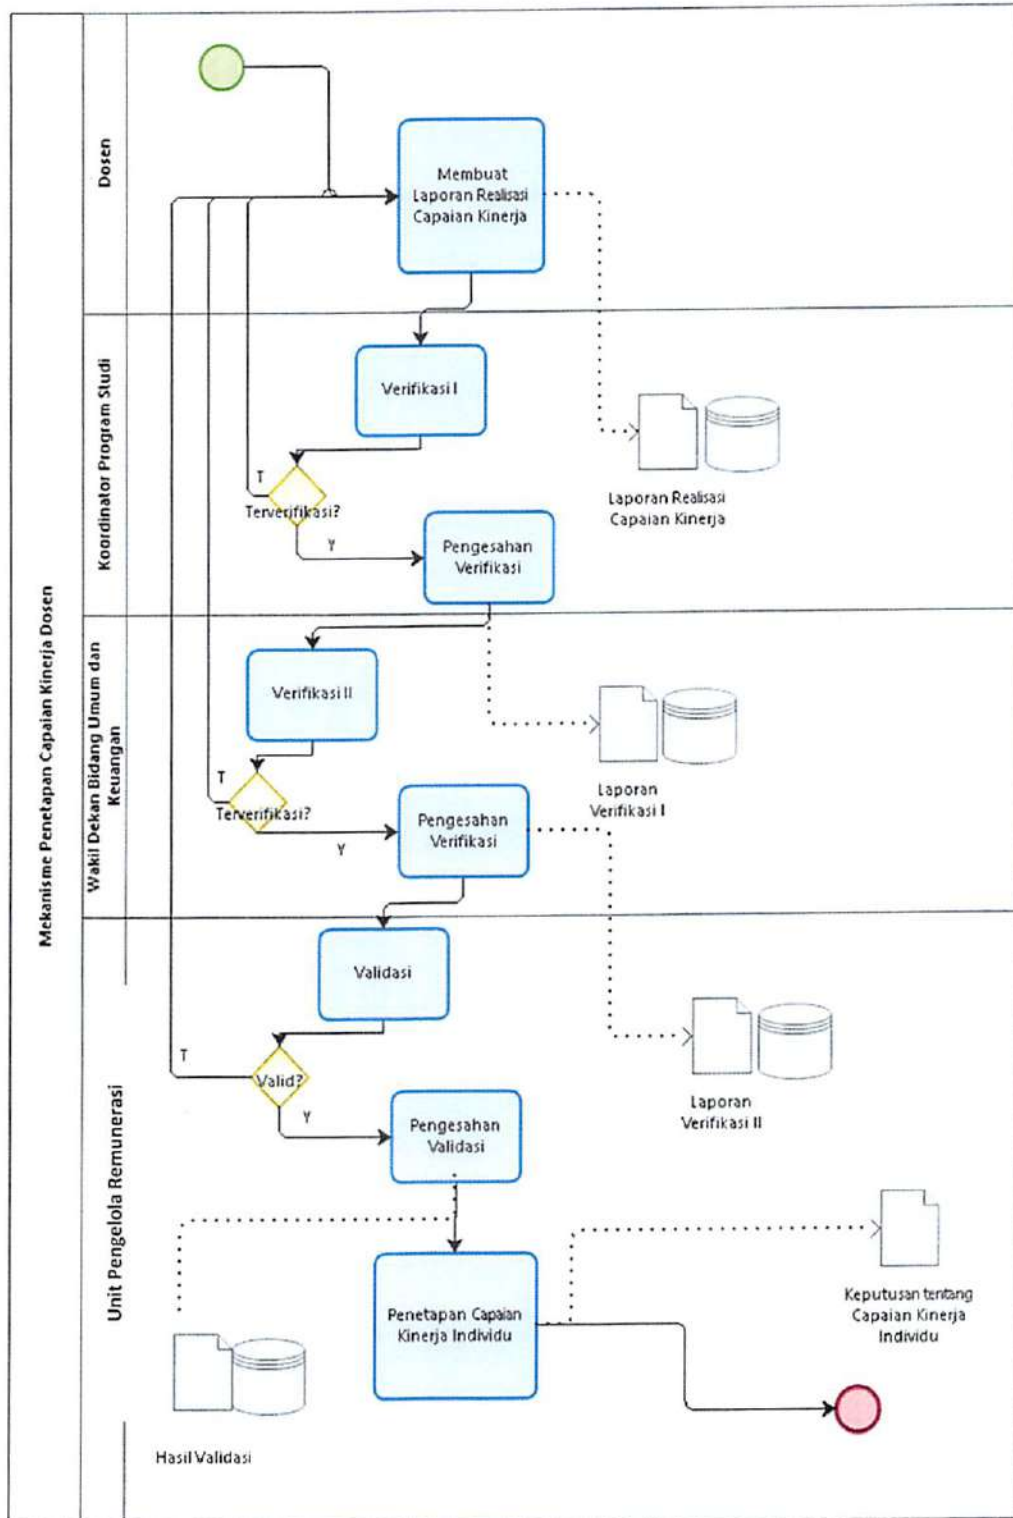 Mekanisme Penetapan Capaian Kinerja Dosen
Dosen
Membuat
Laporan Realisasi
Capaian Kinerja
Koordinator Program Studi
Verifikasi I
T
Terverifikasi?
Y
Pengesahan
Verifikasi
Laporan Realisasi
Capaian Kinerja
Wakil Dekan Bidang Umum dan
Keuangan
Verifikasi II
T
Terverifikasi?
Y
Pengesahan
Verifikasi
Laporan
Verifikasi I
Unit Pengelola Remunerasi
Validasi
T
Valid?
Y
Pengesahan
Validasi
Laporan
Verifikasi II
Penetapan Capaian
Kinerja Individu
Keputusan tentang
Capaian Kinerja
Individu
Hasil Validasi